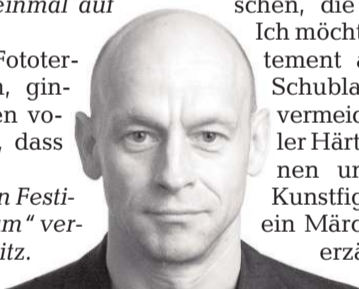 einmal auf
Fototer-
n, gin-
en vo-
, dass
n Festi-
m“ ver-
itz.
schen, die
Ich möcht
tement a
Schubla
vermeid
ler Härt
nen un
Kunstfig
ein Märc
erzä